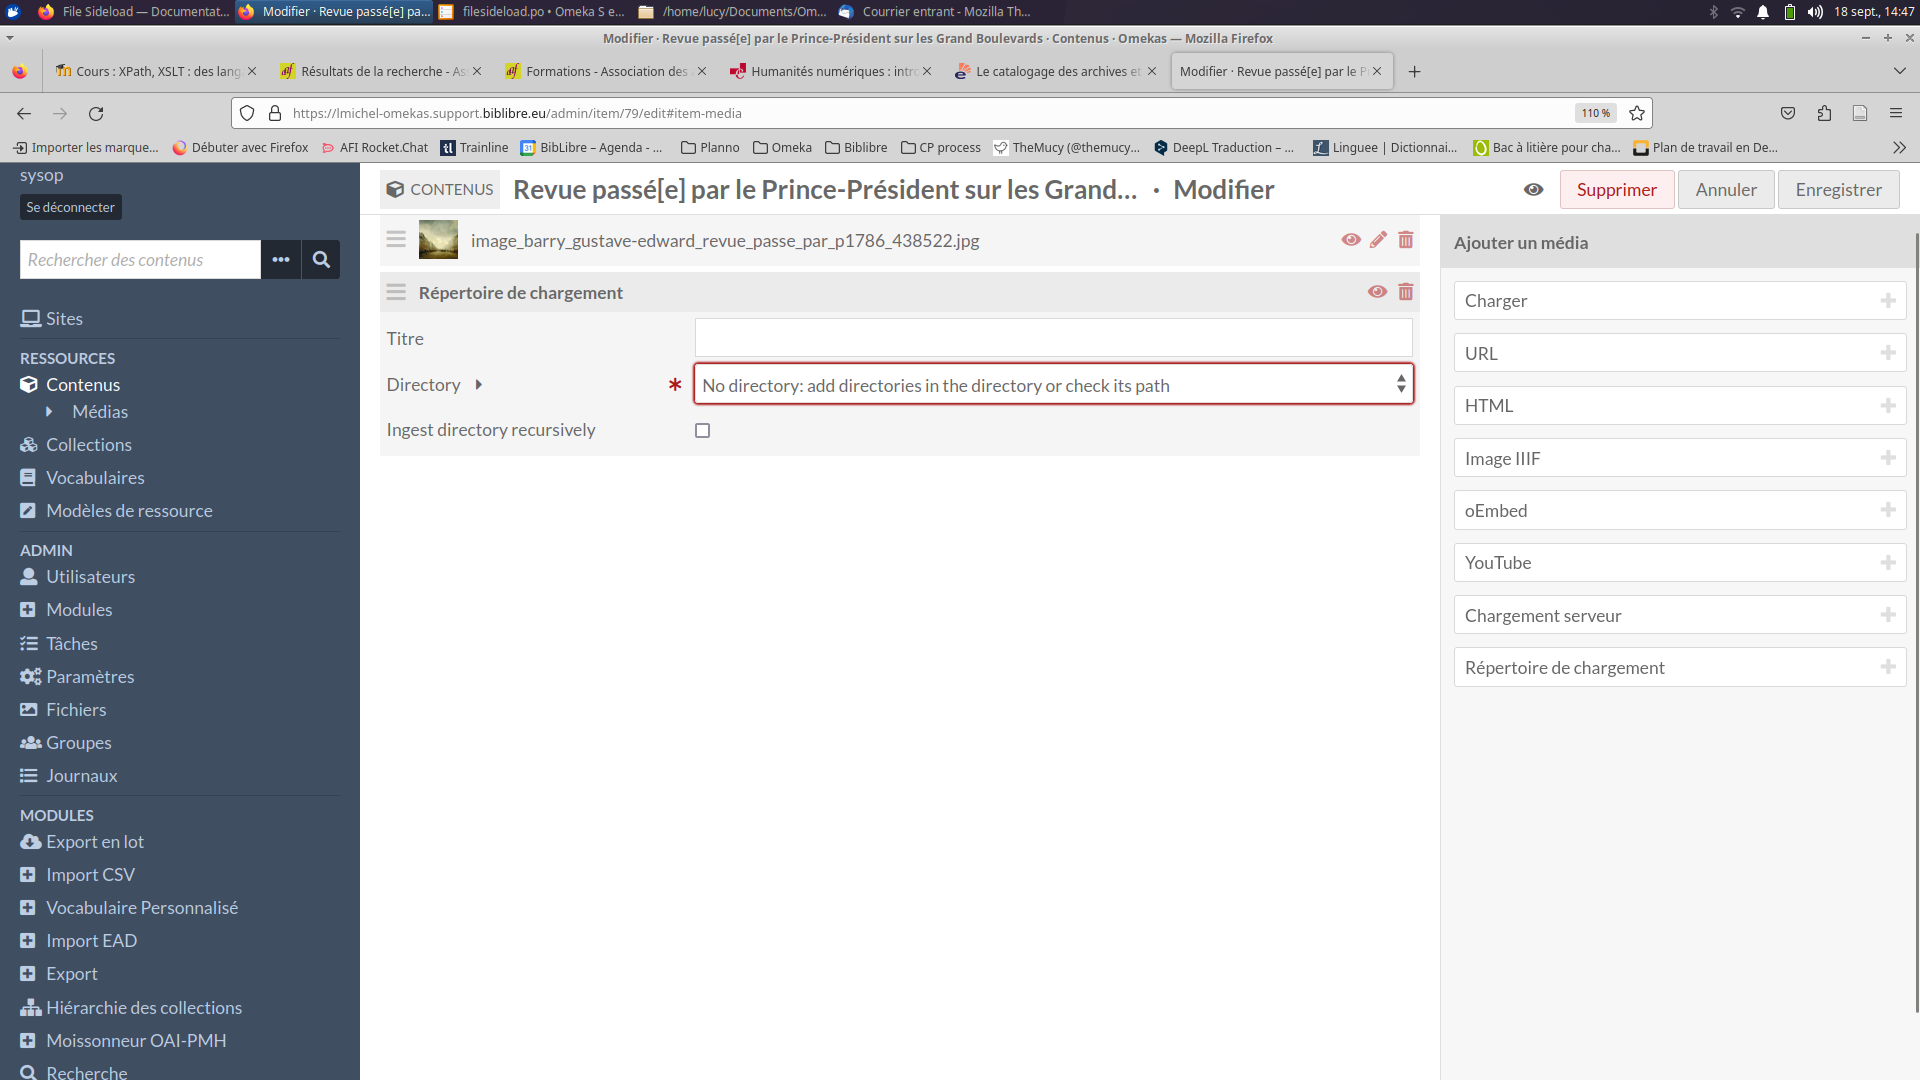 File Sideload — Documentat...
Modifier · Revue passé[e] pa...
filesideload.po • Omeka S e...
/home/lucy/Documents/Om...
Courrier entrant - Mozilla Th...
18 sept., 14:47
Modifier · Revue passé[e] par le Prince-Président sur les Grand Boulevards · Contenus · Omekas — Mozilla Firefox
Cours : XPath, XSLT : des lang
Résultats de la recherche - As
Formations - Association des
Humanités numériques : intr
Le catalogage des archives et
Modifier · Revue passé[e] par le P
https://lmichel-omekas.support.biblibre.eu/admin/item/79/edit#item-media
110 %
Importer les marque...
Débuter avec Firefox
AFI Rocket.Chat
Trainline
BibLibre – Agenda - ...
Planno
Omeka
Biblibre
CP process
TheMucy (@themucy...
DeepL Traduction – ...
Linguee | Dictionnai...
Bac à litière pour cha...
Plan de travail en De...
sysop
Se déconnecter
Rechercher des contenus
Sites
RESSOURCES
Contenus
Médias
Collections
Vocabulaires
Modèles de ressource
ADMIN
Utilisateurs
Modules
Tâches
Paramètres
Fichiers
Groupes
Journaux
MODULES
Export en lot
Import CSV
Vocabulaire Personnalisé
Import EAD
Export
Hiérarchie des collections
Moissonneur OAI-PMH
Recherche
CONTENUS
Revue passé[e] par le Prince-Président sur les Grand... · Modifier
Supprimer
Annuler
Enregistrer
image_barry_gustave-edward_revue_passe_par_p1786_438522.jpg
Répertoire de chargement
Titre
Directory
No directory: add directories in the directory or check its path
Ingest directory recursively
Ajouter un média
Charger
URL
HTML
Image IIIF
oEmbed
YouTube
Chargement serveur
Répertoire de chargement